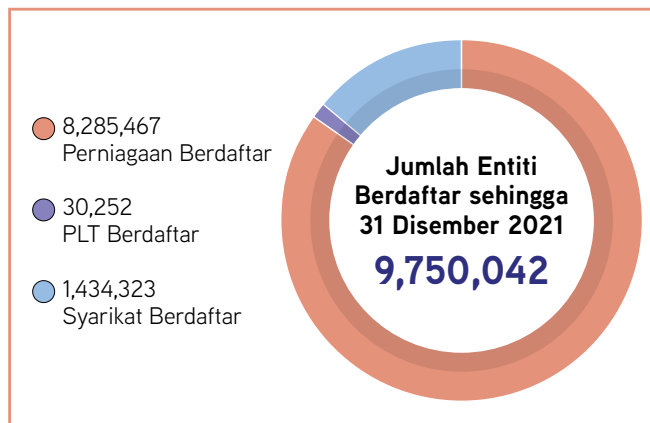 8,285,467
Perniagaan Berdaftar
30,252
PLT Berdaftar
1,434,323
Syarikat Berdaftar
Jumlah Entiti
Berdaftar sehingga
31 Disember 2021
9,750,042